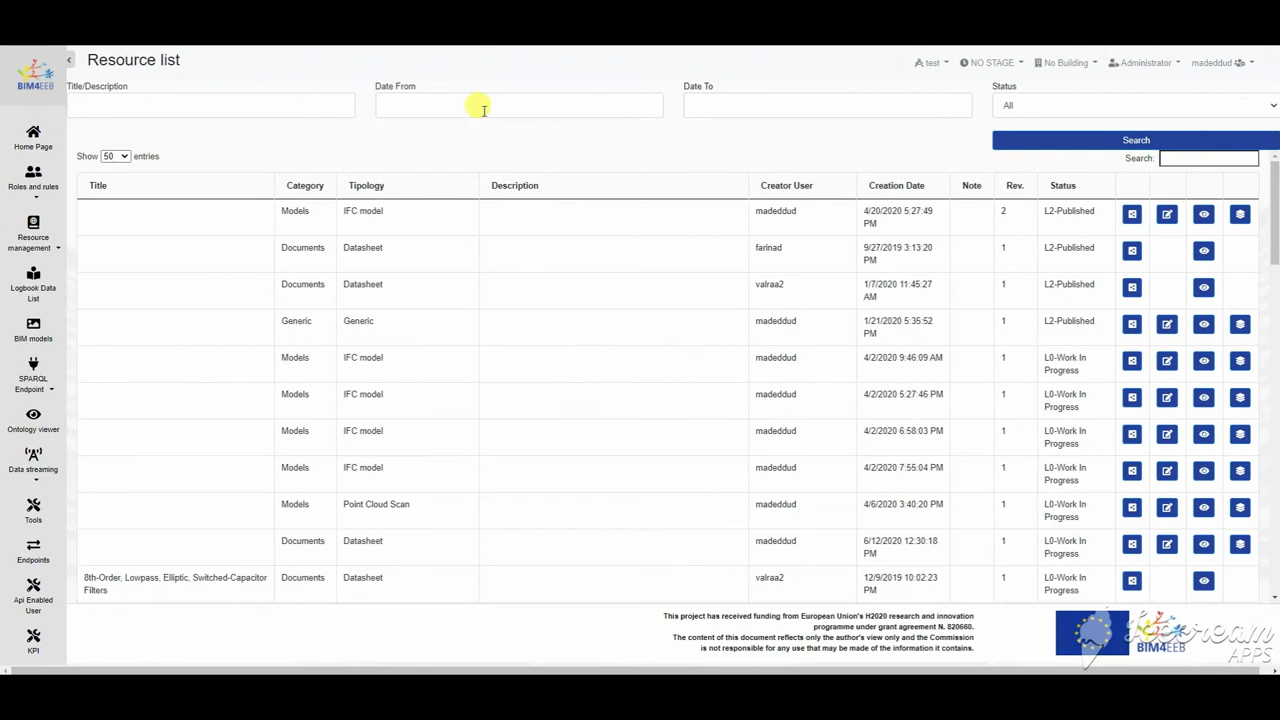 Resource list
test
NO STAGE
No Building
Administrator
madeddud
BIM4EEB
Home Page
Roles and rules
Resource
management
Logbook Data
List
BIM models
SPARQL
Endpoint
Ontology viewer
Data streaming
Tools
Endpoints
Api Enabled
User
KPI
Title/Description
Date From
Date To
Status
All
Search
Show 50 entries
Search:
Title Category Tipology Description Creator User Creation Date Note Rev. Status
Models IFC model madeddud 4/20/2020 5:27:49 2 L2-Published
PM
Documents Datasheet farinad 9/27/2019 3:13:20 1 L2-Published
PM
Documents Datasheet valraa2 1/7/2020 11:45:27 1 L2-Published
AM
Generic Generic madeddud 1/21/2020 5:35:52 1 L2-Published
PM
Models IFC model madeddud 4/2/2020 9:46:09 AM 1 L0-Work In
Progress
Models IFC model madeddud 4/2/2020 5:27:46 PM 1 L0-Work In
Progress
Models IFC model madeddud 4/2/2020 6:58:03 PM 1 L0-Work In
Progress
Models IFC model madeddud 4/2/2020 7:55:04 PM 1 L0-Work In
Progress
Models Point Cloud Scan madeddud 4/6/2020 3:40:20 PM 1 L0-Work In
Progress
Documents Datasheet madeddud 6/12/2020 12:30:18 1 L0-Work In
PM Progress
8th-Order, Lowpass, Elliptic, Switched-Capacitor Documents Datasheet valraa2 12/9/2019 10:02:23 1 L0-Work In
Filters PM Progress
This project has received funding from European Union's H2020 research and innovation
programme under grant agreement N. 820660.
The content of this document reflects only the author's view only and the Commission
is not responsible for any use that may be made of the information it contains.
BIM4EEB
Icecream
APPS